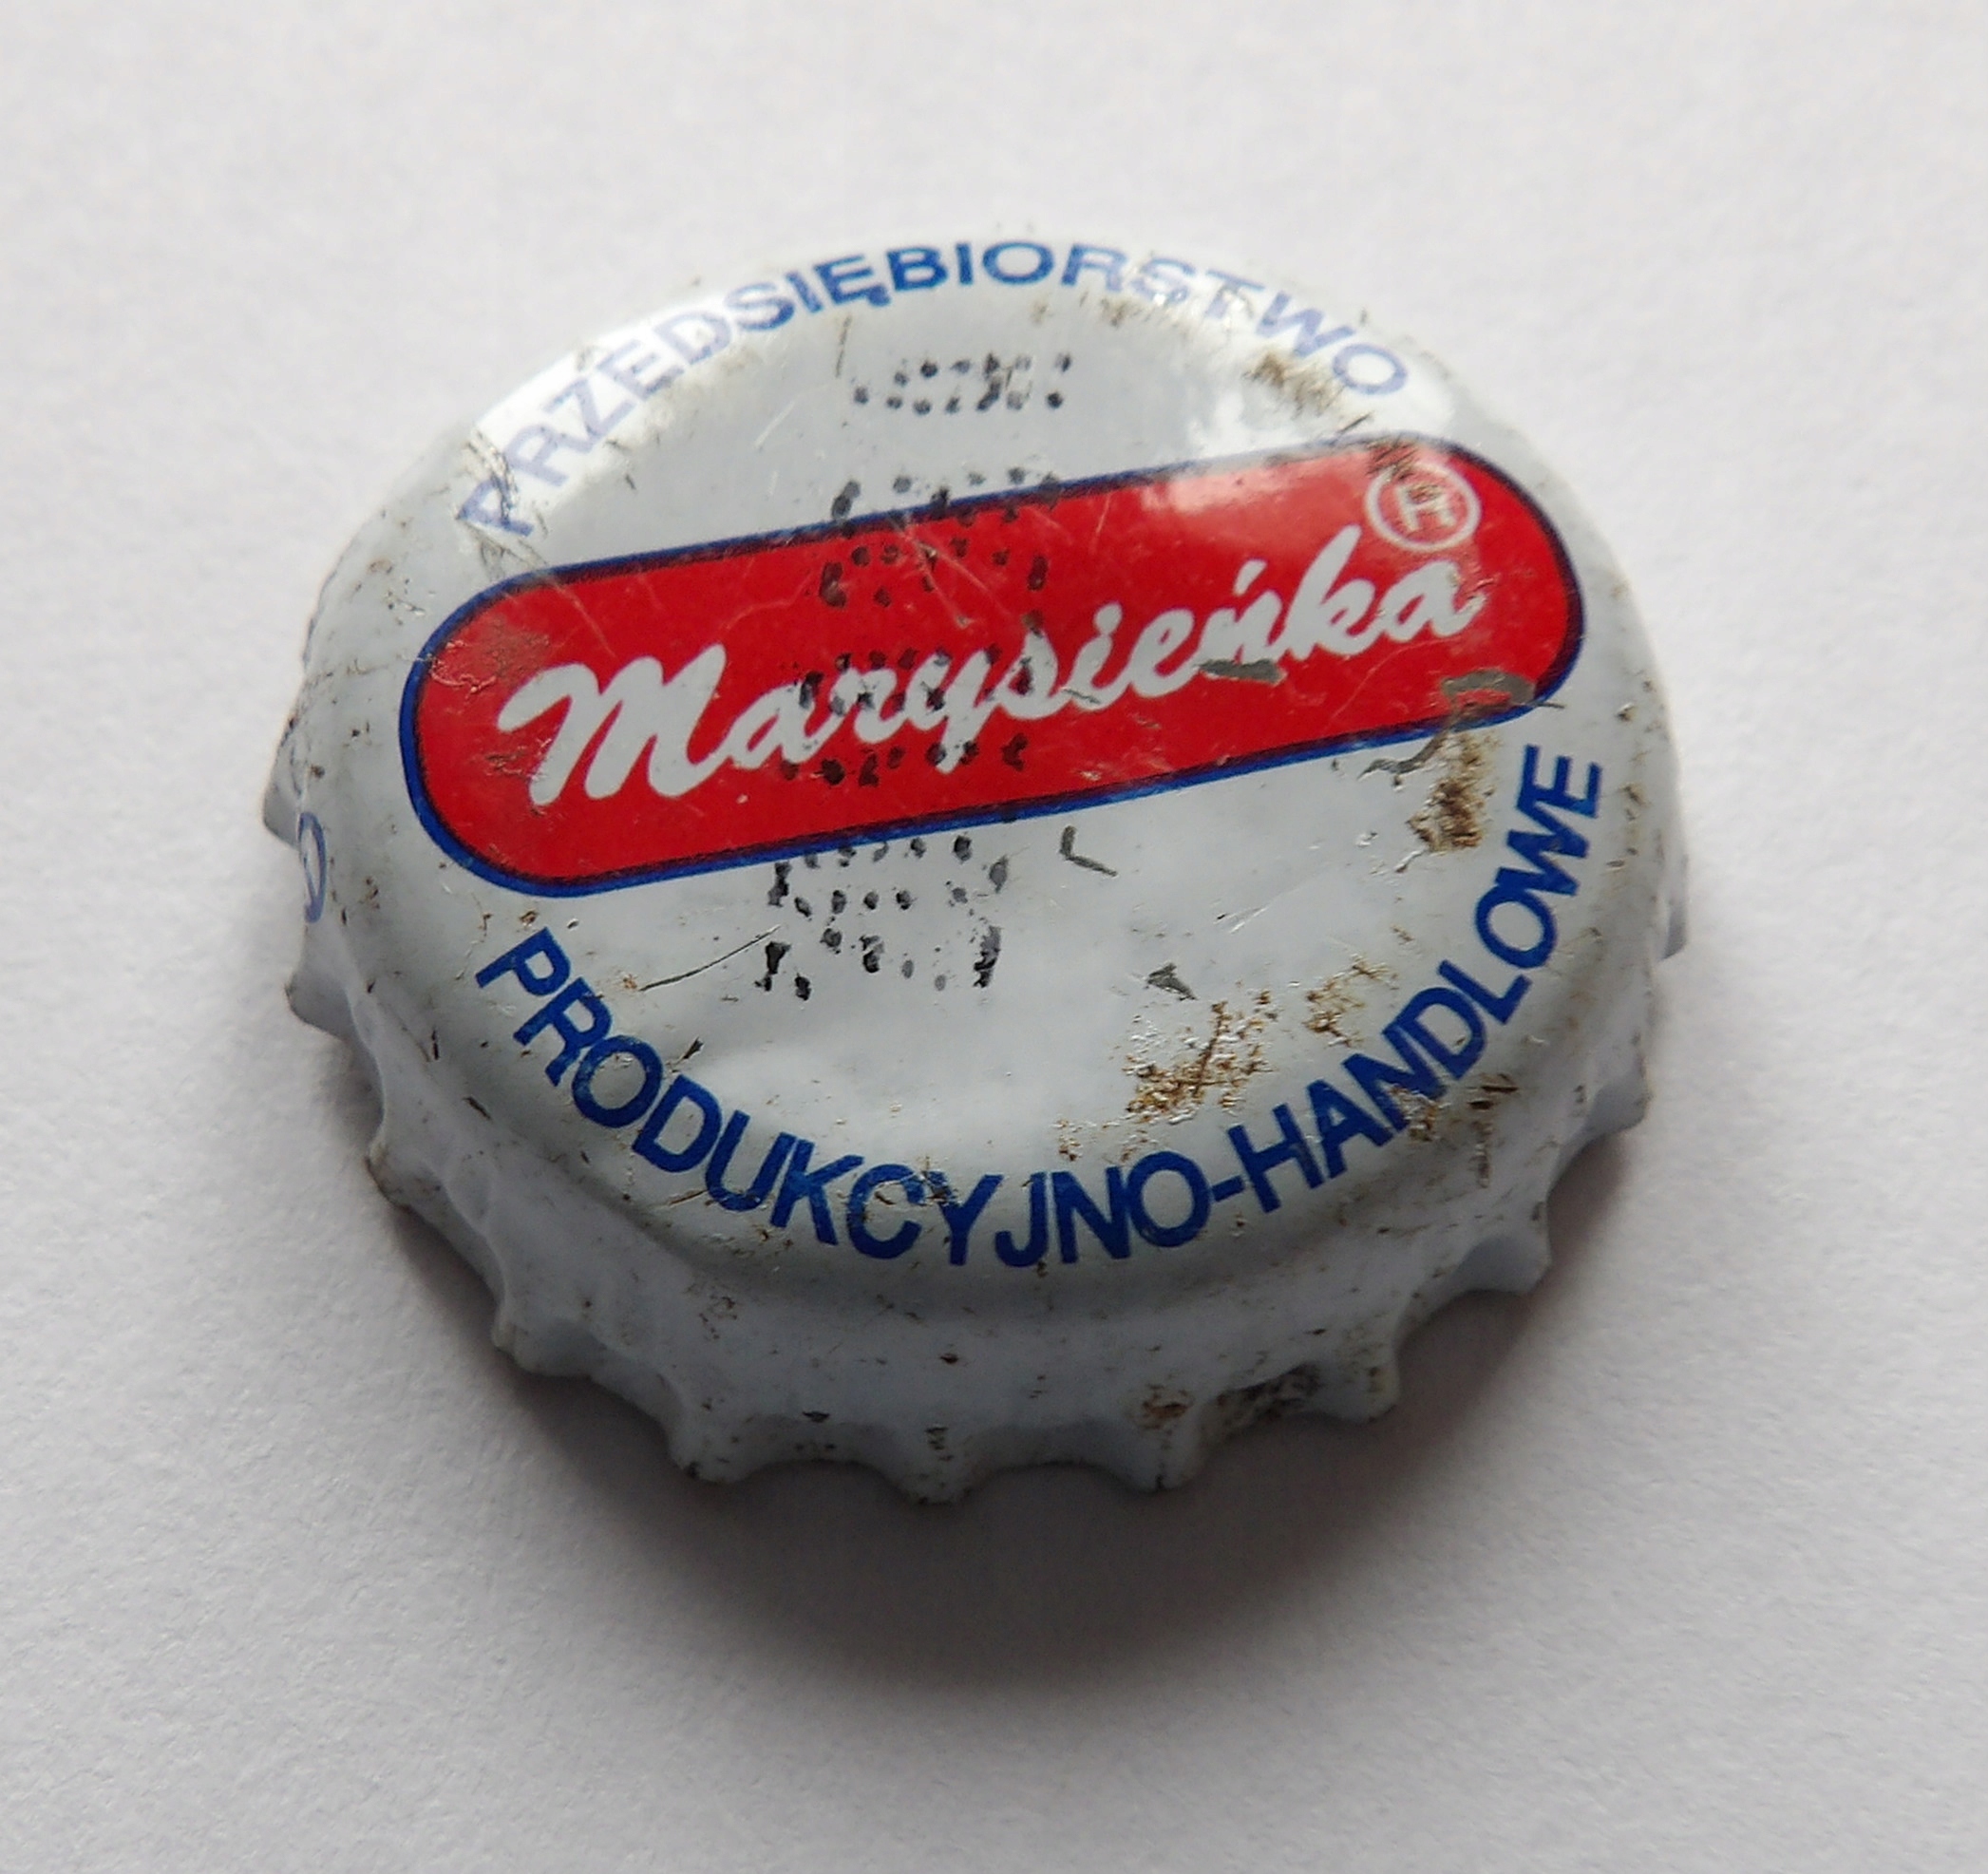 PRZEDSIĘBIORSTWO
Marysieńka ®
PRODUKCYJNO-HANDLOWE